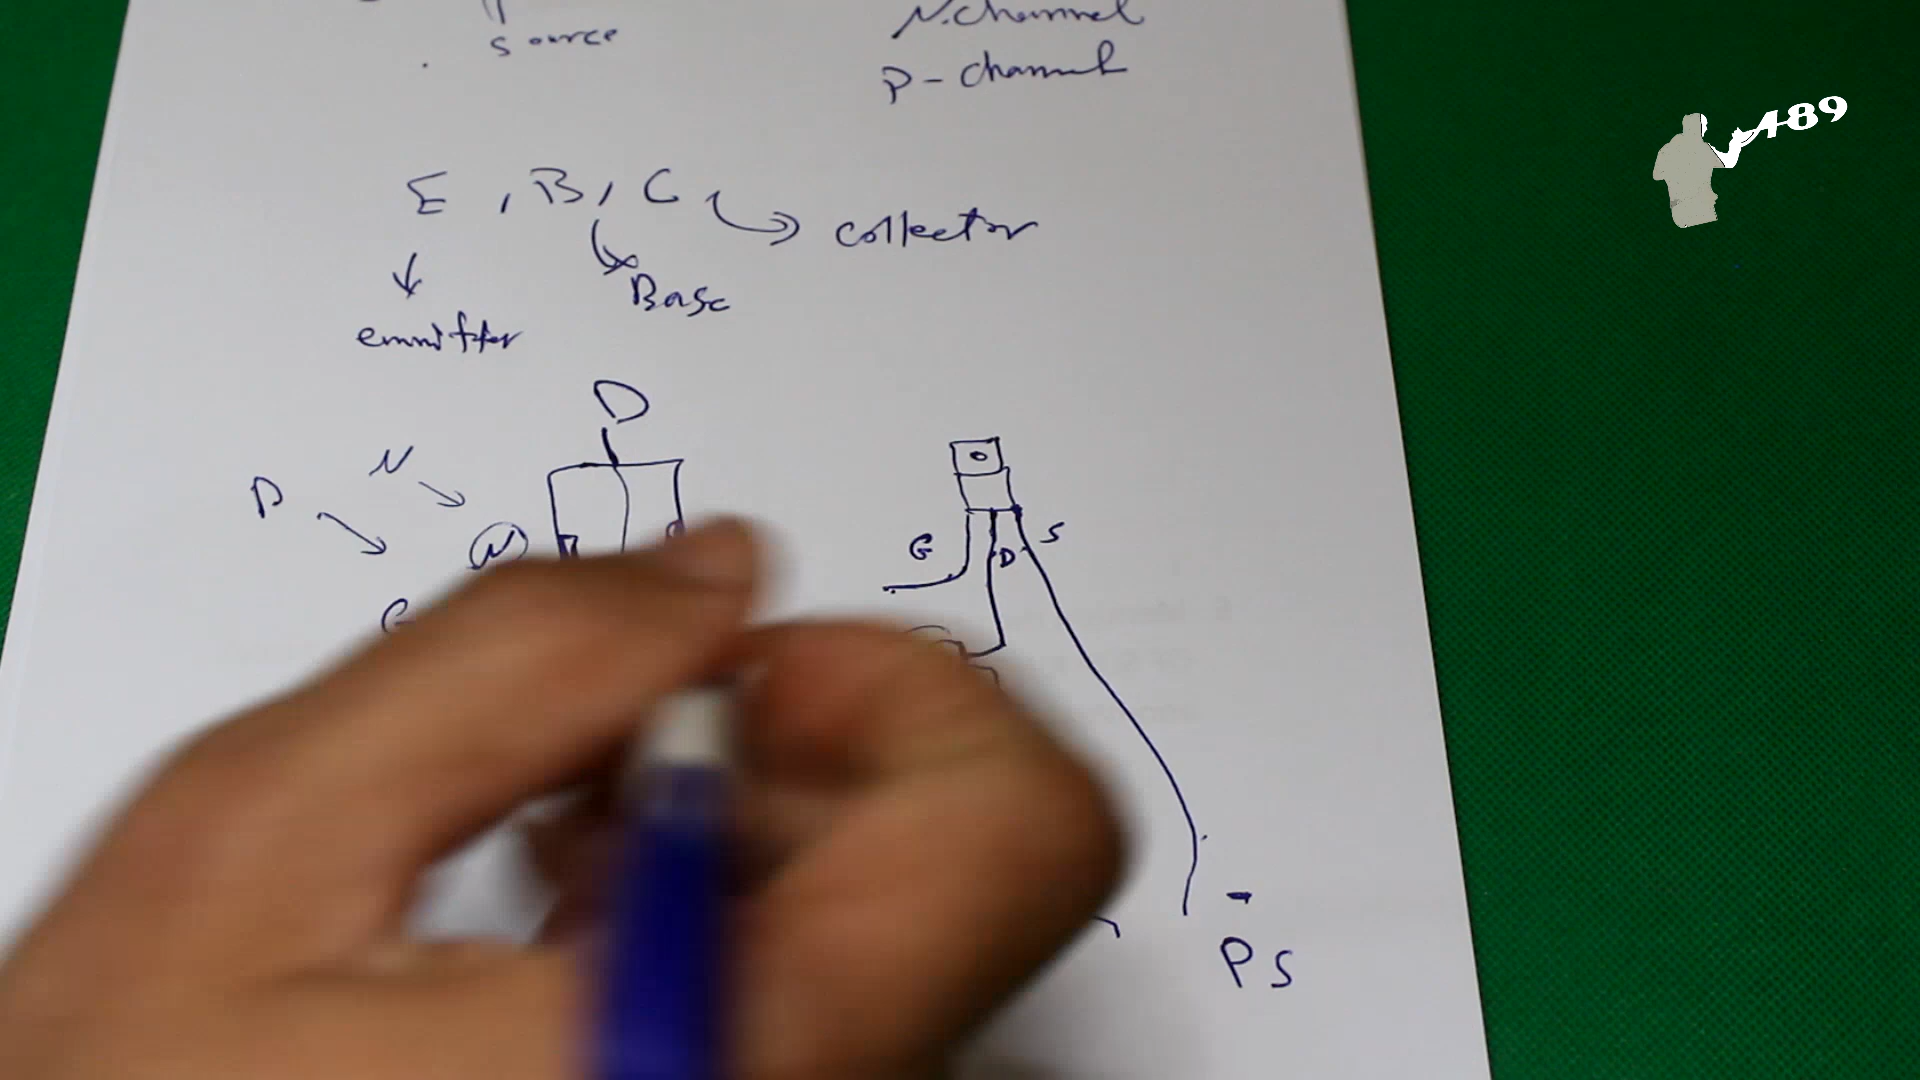 source
N.channel
P-channel
E, B, C
collector
Base
emmitter
D
N
P
N
G
G
D
S
-
PS
489